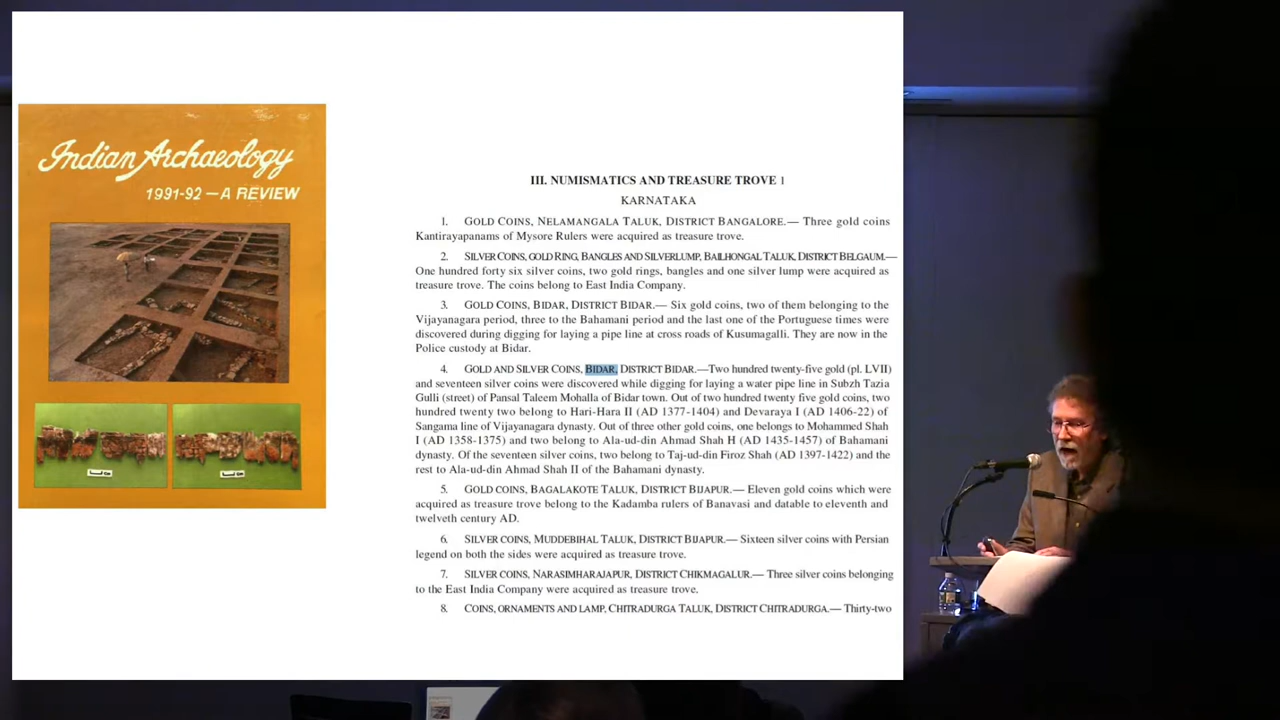 Indian Archaeology
1991-92 — A REVIEW
III. NUMISMATICS AND TREASURE TROVE 1
KARNATAKA
1. GOLD COINS, NELAMANGALA TALUK, DISTRICT BANGALORE.— Three gold coins
Kantirayapanams of Mysore Rulers were acquired as treasure trove.
2. SILVER COINS, GOLD RING, BANGLES AND SILVERLUMP, BAILHONGAL TALUK, DISTRICT BELGAUM.—
One hundred forty six silver coins, two gold rings, bangles and one silver lump were acquired as
treasure trove. The coins belong to East India Company.
3. GOLD COINS, BIDAR, DISTRICT BIDAR.— Six gold coins, two of them belonging to the
Vijayanagara period, three to the Bahamani period and the last one of the Portuguese times were
discovered during digging for laying a pipe line at cross roads of Kusumagalli. They are now in the
Police custody at Bidar.
4. GOLD AND SILVER COINS, BIDAR, DISTRICT BIDAR.—Two hundred twenty-five gold (pl. LVII)
and seventeen silver coins were discovered while digging for laying a water pipe line in Subzh Tazia
Gulli (street) of Pansal Taleem Mohalla of Bidar town. Out of two hundred twenty five gold coins, two
hundred twenty two belong to Hari-Hara II (AD 1377-1404) and Devaraya I (AD 1406-22) of
Sangama line of Vijayanagara dynasty. Out of three other gold coins, one belongs to Mohammed Shah
I (AD 1358-1375) and two belong to Ala-ud-din Ahmad Shah H (AD 1435-1457) of Bahamani
dynasty. Of the seventeen silver coins, two belong to Taj-ud-din Firoz Shah (AD 1397-1422) and the
rest to Ala-ud-din Ahmad Shah II of the Bahamani dynasty.
5. GOLD COINS, BAGALAKOTE TALUK, DISTRICT BIJAPUR.— Eleven gold coins which were
acquired as treasure trove belong to the Kadamba rulers of Banavasi and datable to eleventh and
twelveth century AD.
6. SILVER COINS, MUDDEBIHAL TALUK, DISTRICT BIJAPUR.— Sixteen silver coins with Persian
legend on both the sides were acquired as treasure trove.
7. SILVER COINS, NARASIMHARAJAPUR, DISTRICT CHIKMAGALUR.— Three silver coins belonging
to the East India Company were acquired as treasure trove.
8. COINS, ORNAMENTS AND LAMP, CHITRADURGA TALUK, DISTRICT CHITRADURGA.— Thirty-two